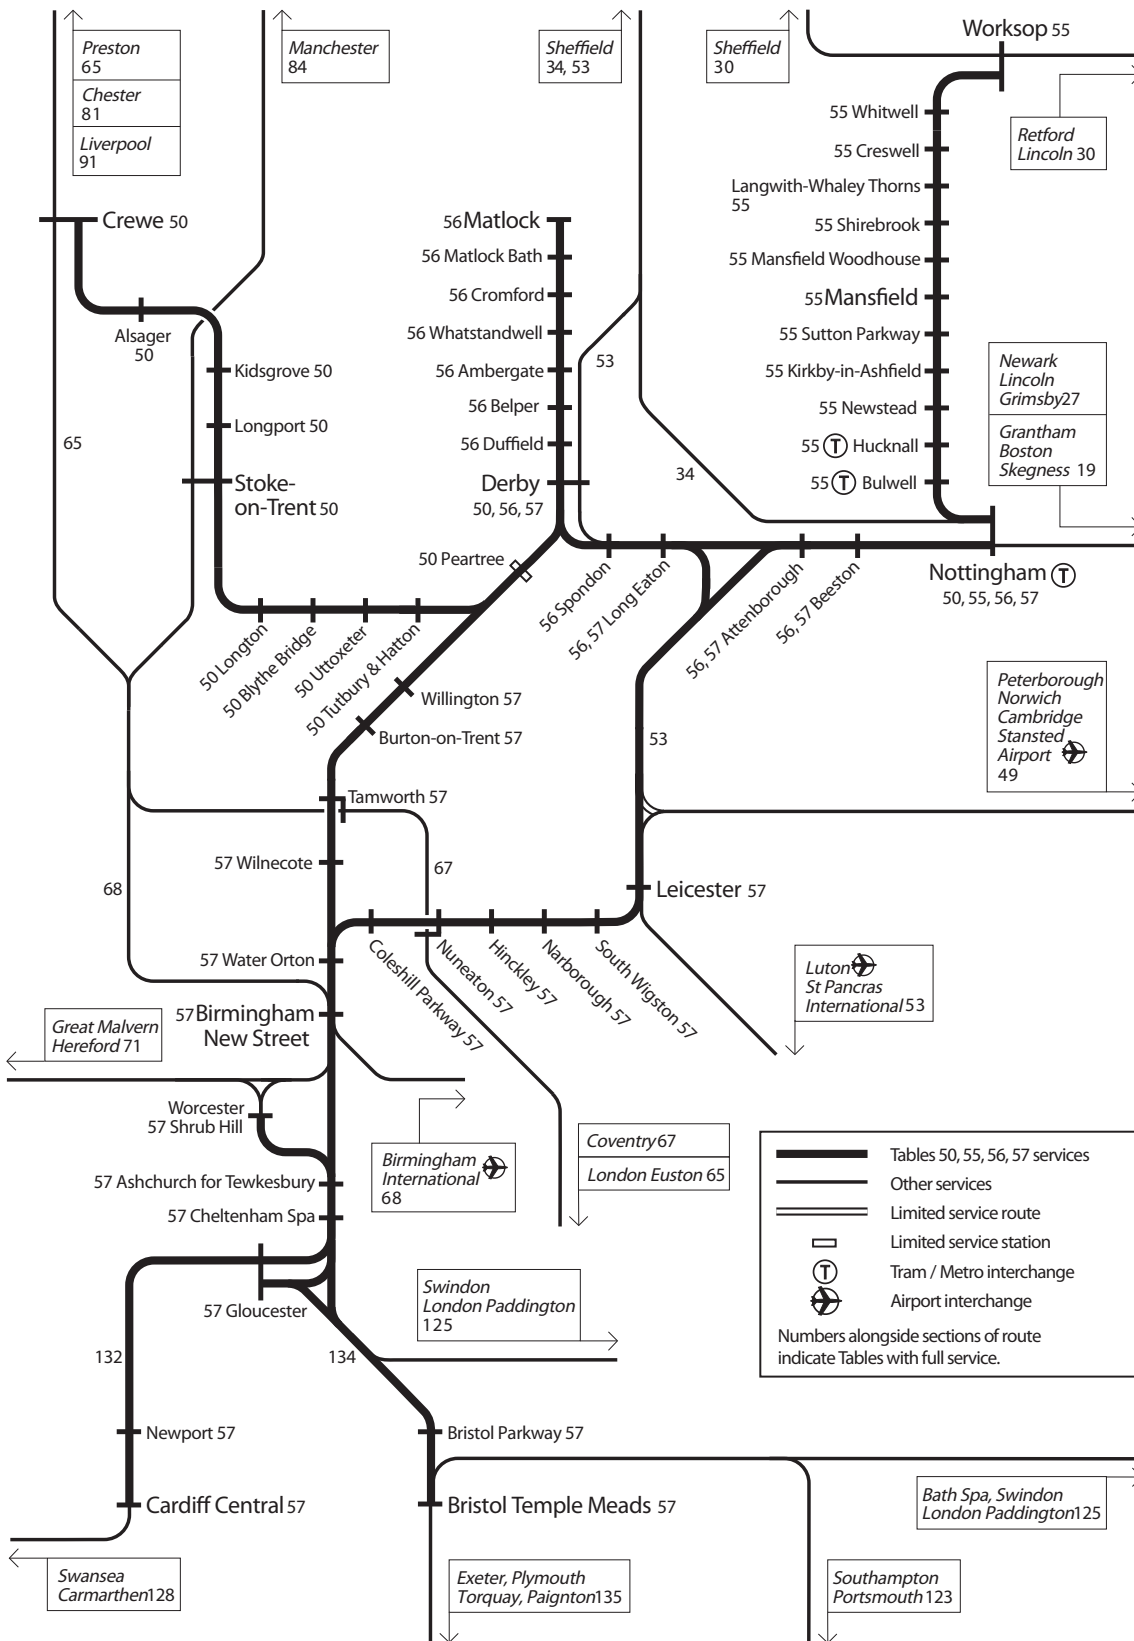 Preston
65
Chester
81
Liverpool
91
Manchester
84
Sheffield
34, 53
Sheffield
30
Worksop 55
Retford
Lincoln 30
55 Whitwell
55 Creswell
Langwith-Whaley Thorns
55
55 Shirebrook
55 Mansfield Woodhouse
55 Mansfield
55 Sutton Parkway
55 Kirkby-in-Ashfield
55 Newstead
55 T Hucknall
55 T Bulwell
Crewe 50
Alsager
50
Kidsgrove 50
Longport 50
65
Stoke-
on-Trent 50
56 Matlock
56 Matlock Bath
56 Cromford
56 Whatstandwell
56 Ambergate
56 Belper
56 Duffield
Derby
50, 56, 57
53
34
Newark
Lincoln
Grimsby27
Grantham
Boston
Skegness 19
Nottingham T
50, 55, 56, 57
50 Peartree
56 Spondon
56, 57 Long Eaton
56, 57 Attenborough
56, 57 Beeston
50 Longton
50 Blythe Bridge
50 Uttoxeter
50 Tutbury & Hatton
Willington 57
Burton-on-Trent 57
53
Peterborough
Norwich
Cambridge
Stansted
Airport
49
Tamworth 57
57 Wilnecote
67
68
Leicester 57
57 Water Orton
Coleshill Parkway 57
Nuneaton 57
Hinckley 57
Narborough 57
South Wigston 57
Luton
St Pancras
International 53
57 Birmingham
New Street
Great Malvern
Hereford 71
Worcester
57 Shrub Hill
Birmingham
International
68
Coventry67
London Euston 65
57 Ashchurch for Tewkesbury
57 Cheltenham Spa
57 Gloucester
Swindon
London Paddington
125
132
134
Tables 50, 55, 56, 57 services
Other services
Limited service route
Limited service station
T
Tram / Metro interchange
Airport interchange
Numbers alongside sections of route
indicate Tables with full service.
Newport 57
Bristol Parkway 57
Cardiff Central 57
Bristol Temple Meads 57
Bath Spa, Swindon
London Paddington125
Swansea
Carmarthen128
Exeter, Plymouth
Torquay, Paignton135
Southampton
Portsmouth 123